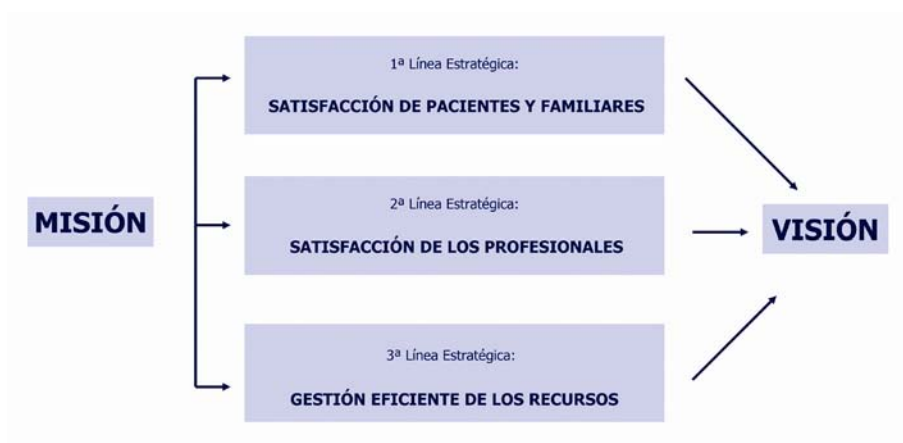 MISIÓN
1ª Línea Estratégica:
SATISFACCIÓN DE PACIENTES Y FAMILIARES
2ª Línea Estratégica:
SATISFACCIÓN DE LOS PROFESIONALES
3ª Línea Estratégica:
GESTIÓN EFICIENTE DE LOS RECURSOS
VISIÓN